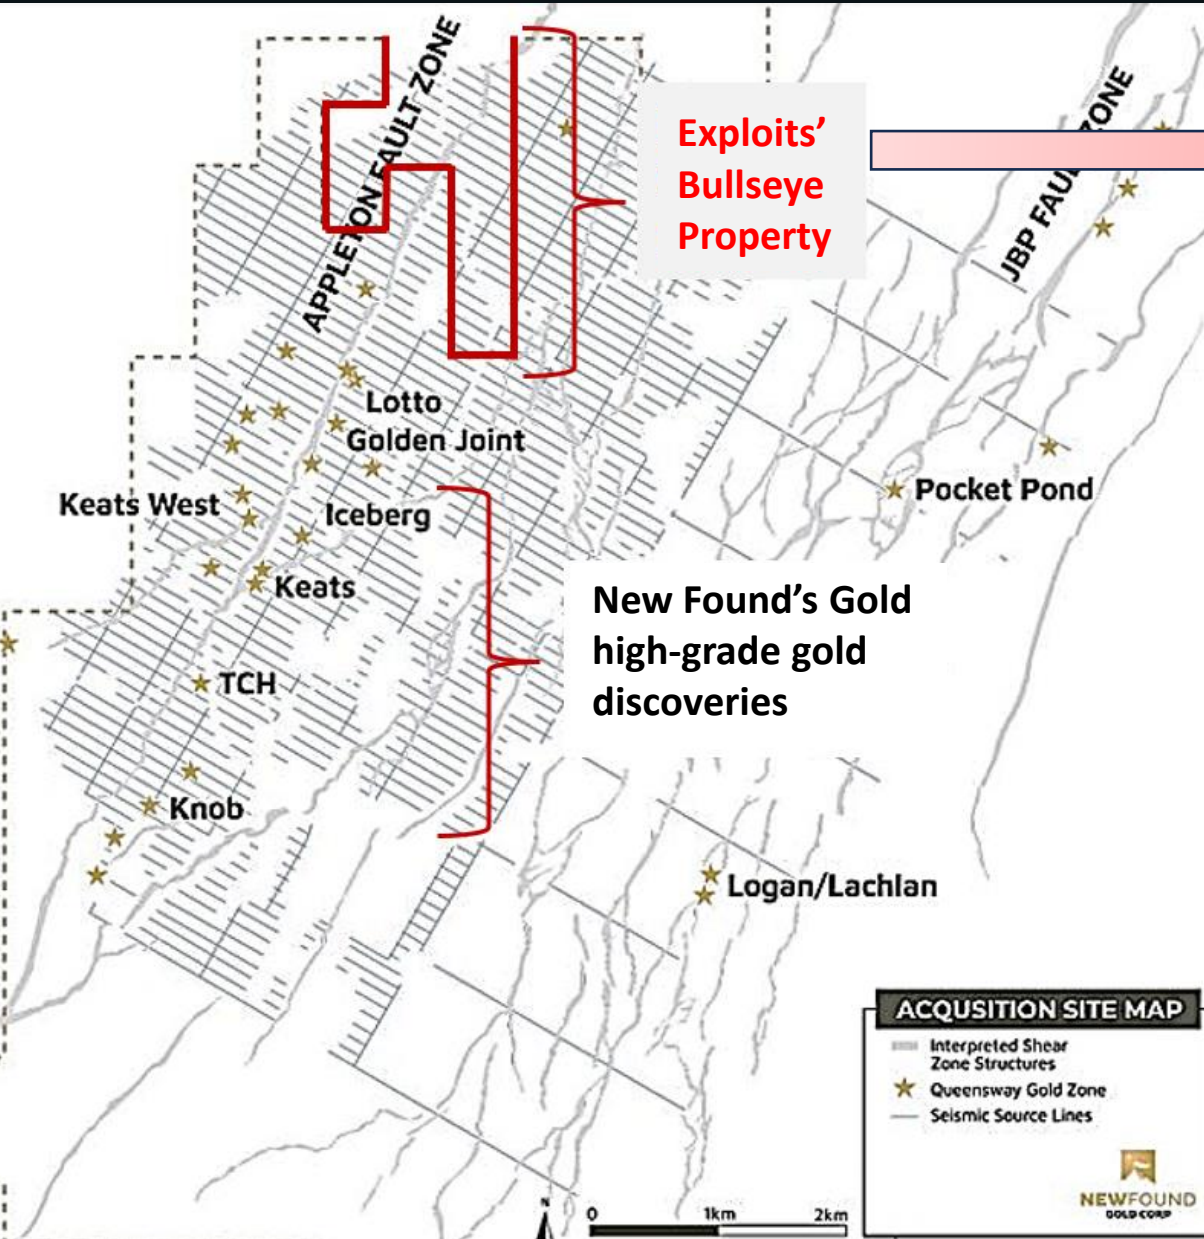 APPLETON FAULT ZONE
JBP FAULT ZONE
Exploits’
Bullseye
Property
Lotto
Golden Joint
Keats West
Iceberg
Pocket Pond
Keats
New Found’s Gold
high-grade gold
discoveries
TCH
Knob
Logan/Lachlan
ACQUSITION SITE MAP
Interpreted Shear
Zone Structures
Queensway Gold Zone
Seismic Source Lines
NEWFOUND
GOLD CORP
N
0 1km 2km